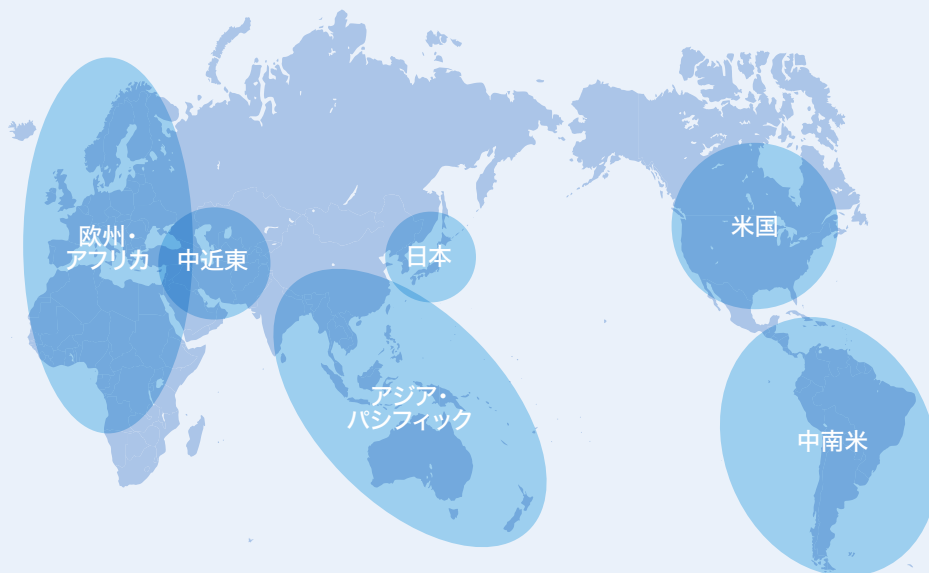 欧州・
アフリカ
中近東
日本
アジア・
パシフィック
米国
中南米